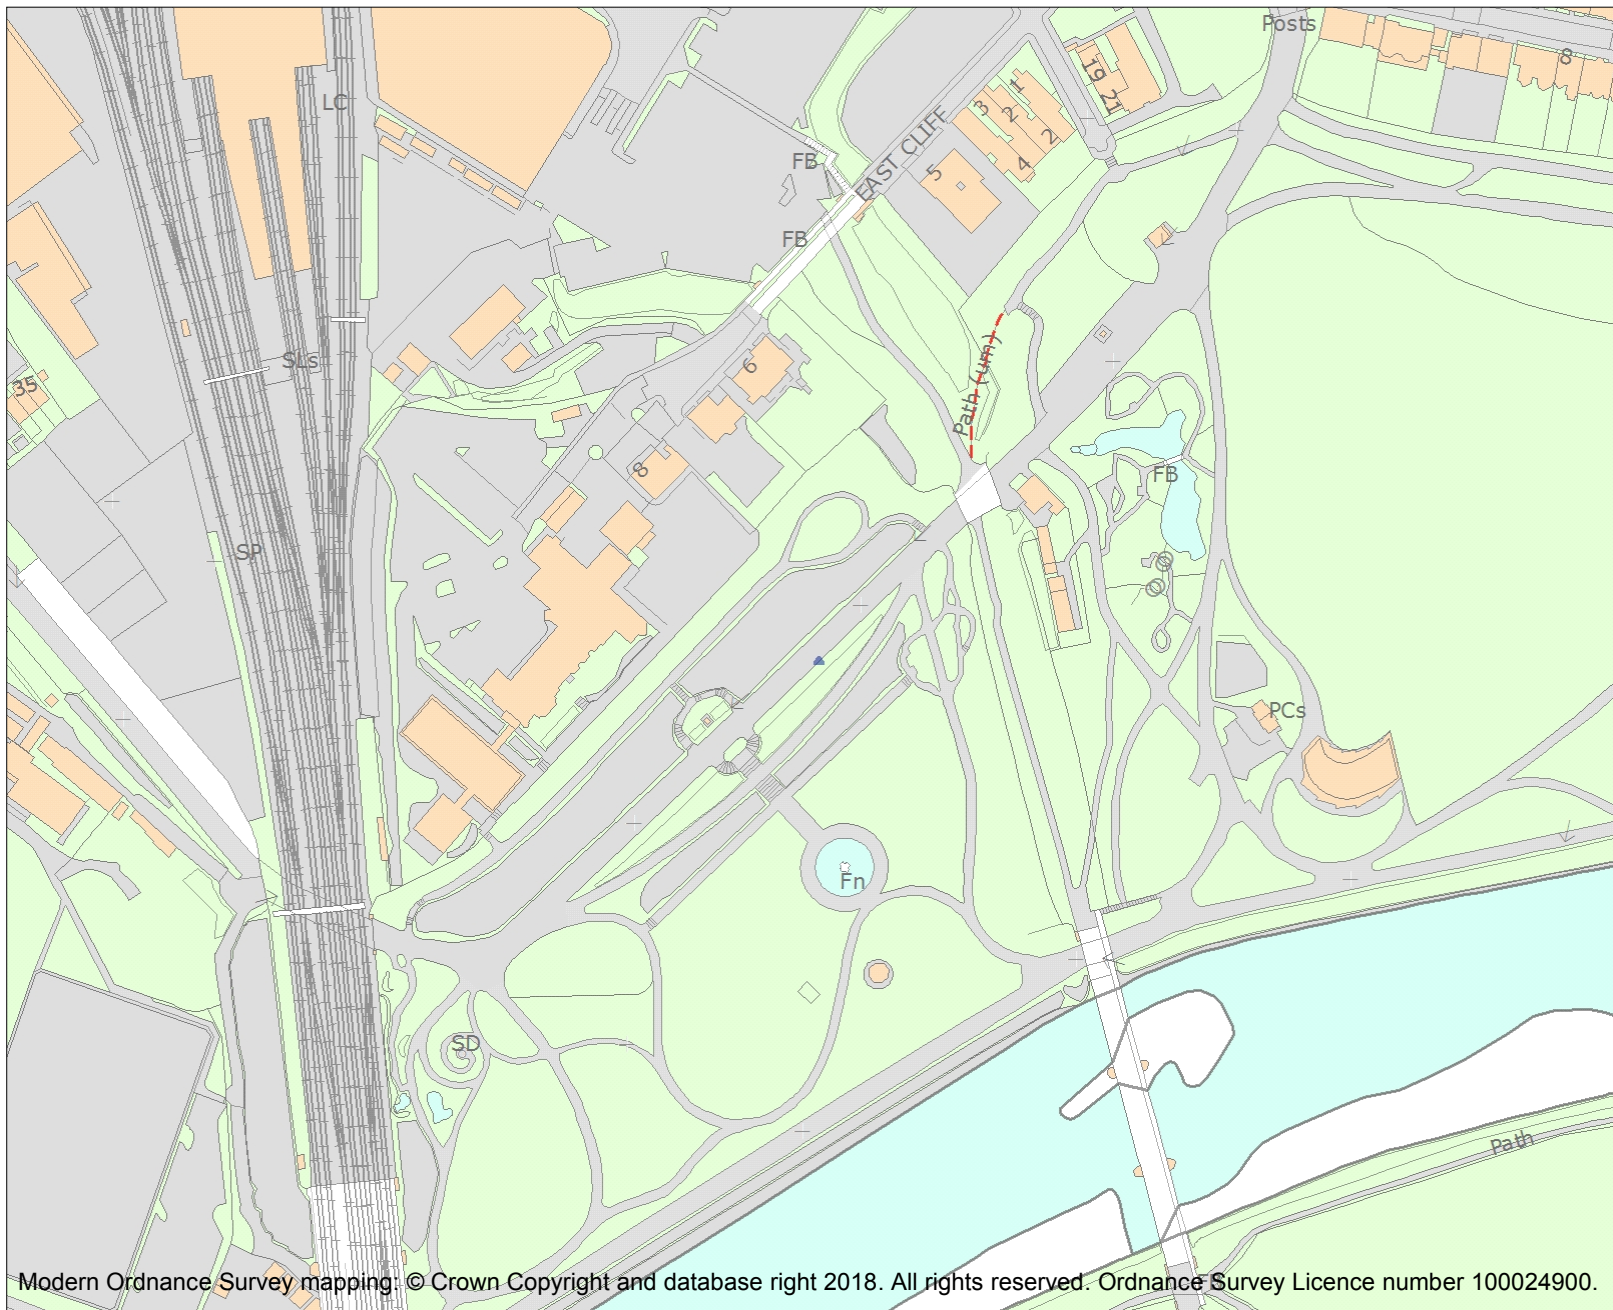 Posts
8
19 21
LC
1
3
2
2
EAST CLIFF
FB
4
5
FB
SLs
Path (um)
6
35
8
FB
SP
PCs
Fn
SD
Path
FB
Modern Ordnance Survey mapping: © Crown Copyright and database right 2018. All rights reserved. Ordnance Survey Licence number 100024900.